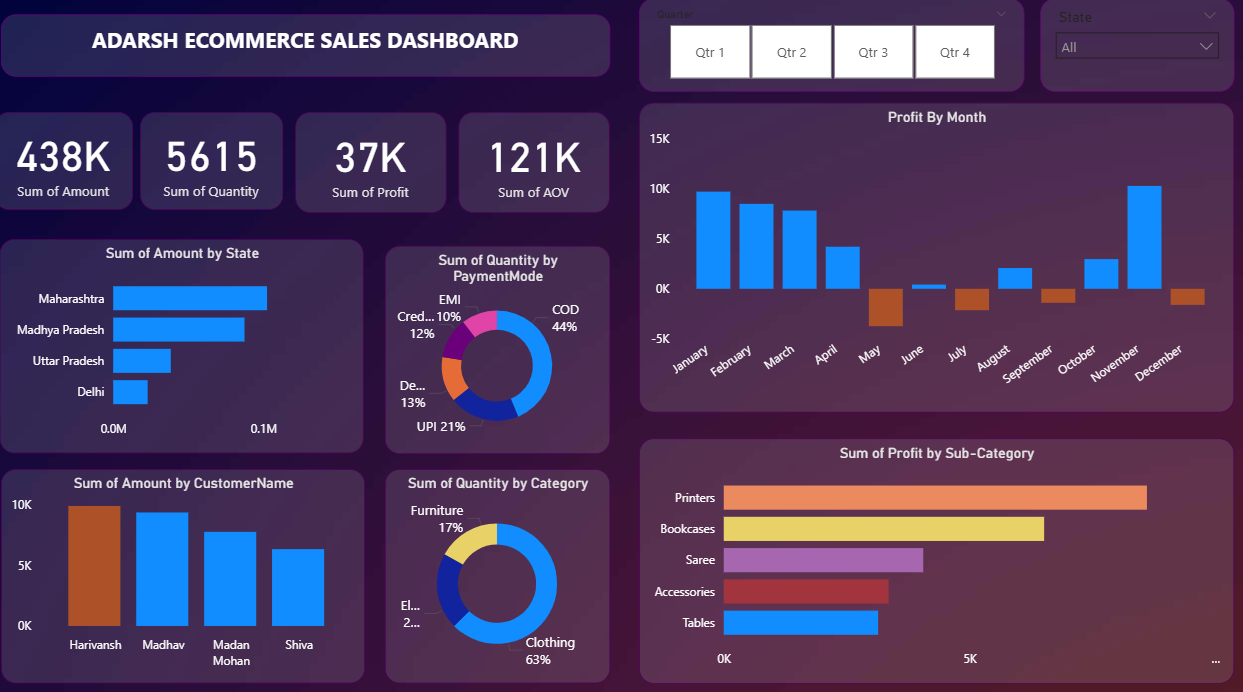 ADARSH ECOMMERCE SALES DASHBOARD
Quarter
Qtr 1
Qtr 2
Qtr 3
Qtr 4
State
All
438K
Sum of Amount
5615
Sum of Quantity
37K
Sum of Profit
121K
Sum of AOV
Profit By Month
15K
10K
5K
0K
-5K
January
February
March
April
May
June
July
August
September
October
November
December
Sum of Amount by State
Maharashtra
Madhya Pradesh
Uttar Pradesh
Delhi
0.0M
0.1M
Sum of Quantity by
PaymentMode
EMI
10%
Cred...
12%
De...
13%
UPI 21%
COD
44%
Sum of Amount by CustomerName
10K
5K
0K
Harivansh
Madhav
Madan
Mohan
Shiva
Sum of Quantity by Category
Furniture
17%
El...
2...
Clothing
63%
Sum of Profit by Sub-Category
Printers
Bookcases
Saree
Accessories
Tables
0K
5K
...